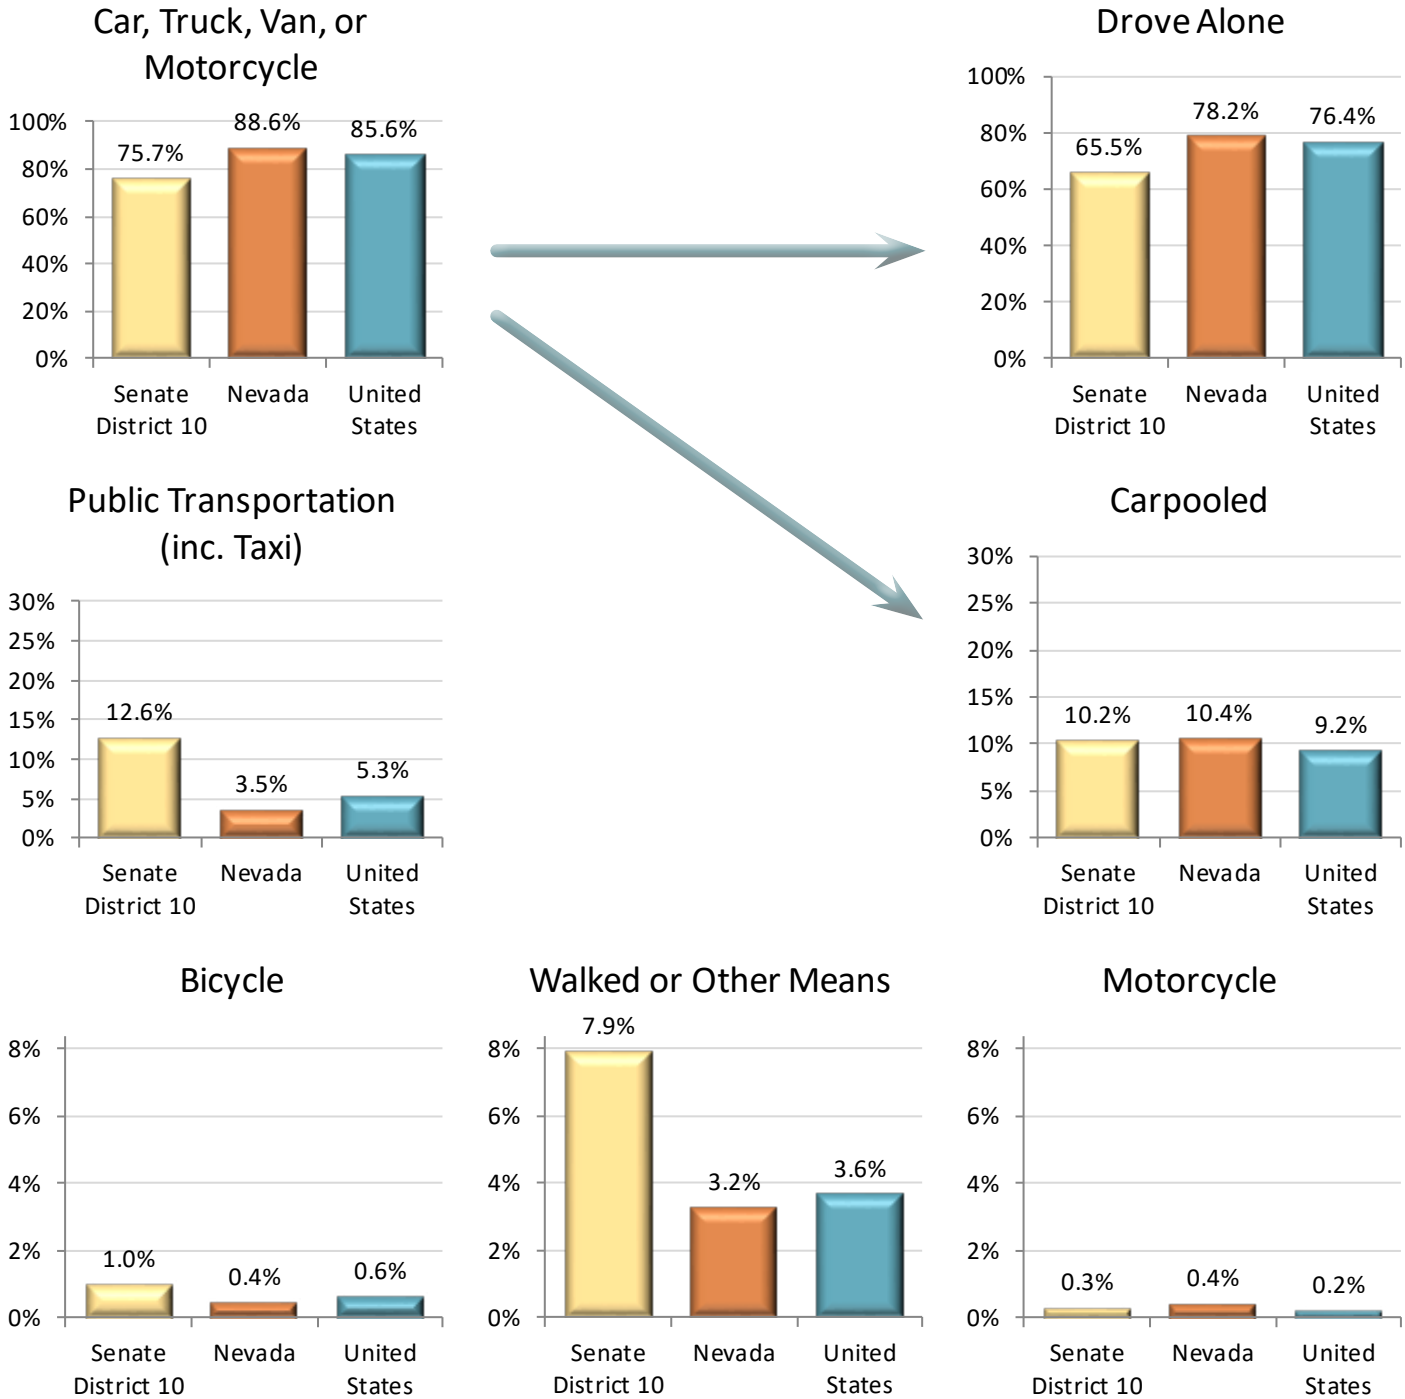 Car, Truck, Van, or
Motorcycle
100%
80%
60%
40%
20%
0%
75.7%
88.6%
85.6%
Senate
District 10
Nevada
United
States
Drove Alone
100%
80%
60%
40%
20%
0%
65.5%
78.2%
76.4%
Senate
District 10
Nevada
United
States
Public Transportation
(inc. Taxi)
30%
25%
20%
15%
10%
5%
0%
12.6%
3.5%
5.3%
Senate
District 10
Nevada
United
States
Carpooled
30%
25%
20%
15%
10%
5%
0%
10.2%
10.4%
9.2%
Senate
District 10
Nevada
United
States
Bicycle
8%
6%
4%
2%
0%
1.0%
0.4%
0.6%
Senate
District 10
Nevada
United
States
Walked or Other Means
8%
6%
4%
2%
0%
7.9%
3.2%
3.6%
Senate
District 10
Nevada
United
States
Motorcycle
8%
6%
4%
2%
0%
0.3%
0.4%
0.2%
Senate
District 10
Nevada
United
States